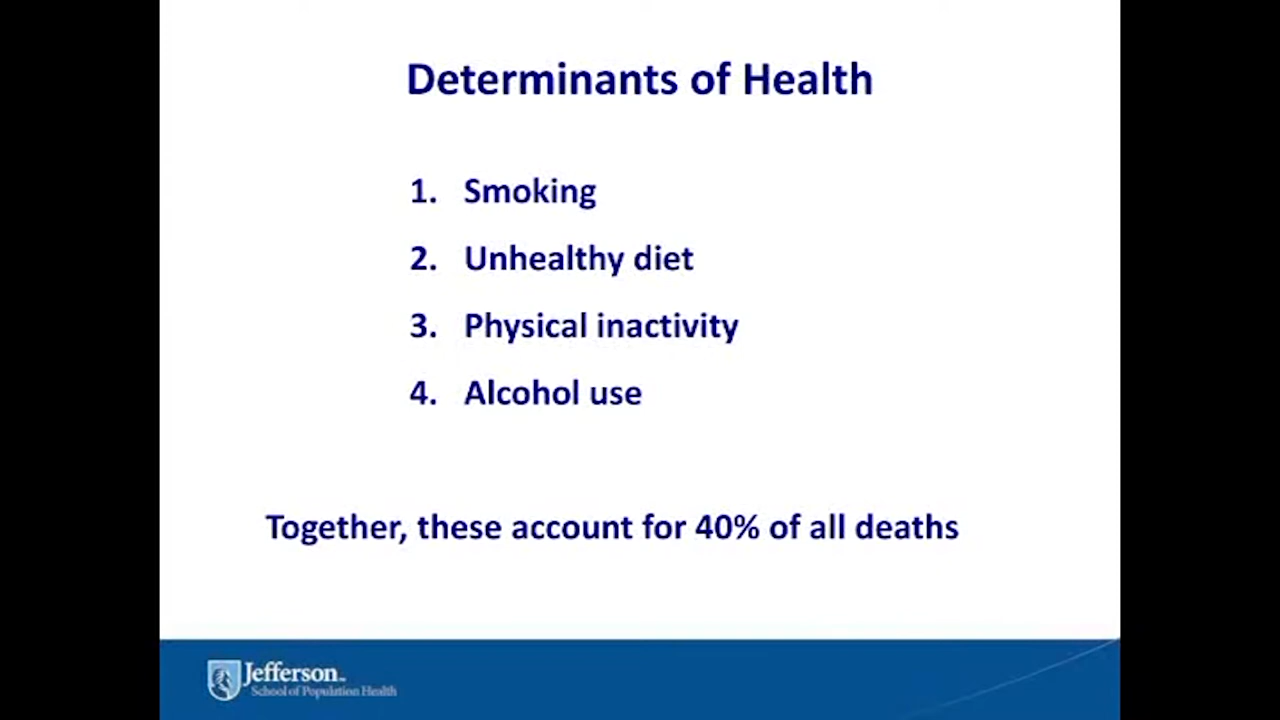 Determinants of Health
1. Smoking
2. Unhealthy diet
3. Physical inactivity
4. Alcohol use
Together, these account for 40% of all deaths
Jefferson™
School of Population Health